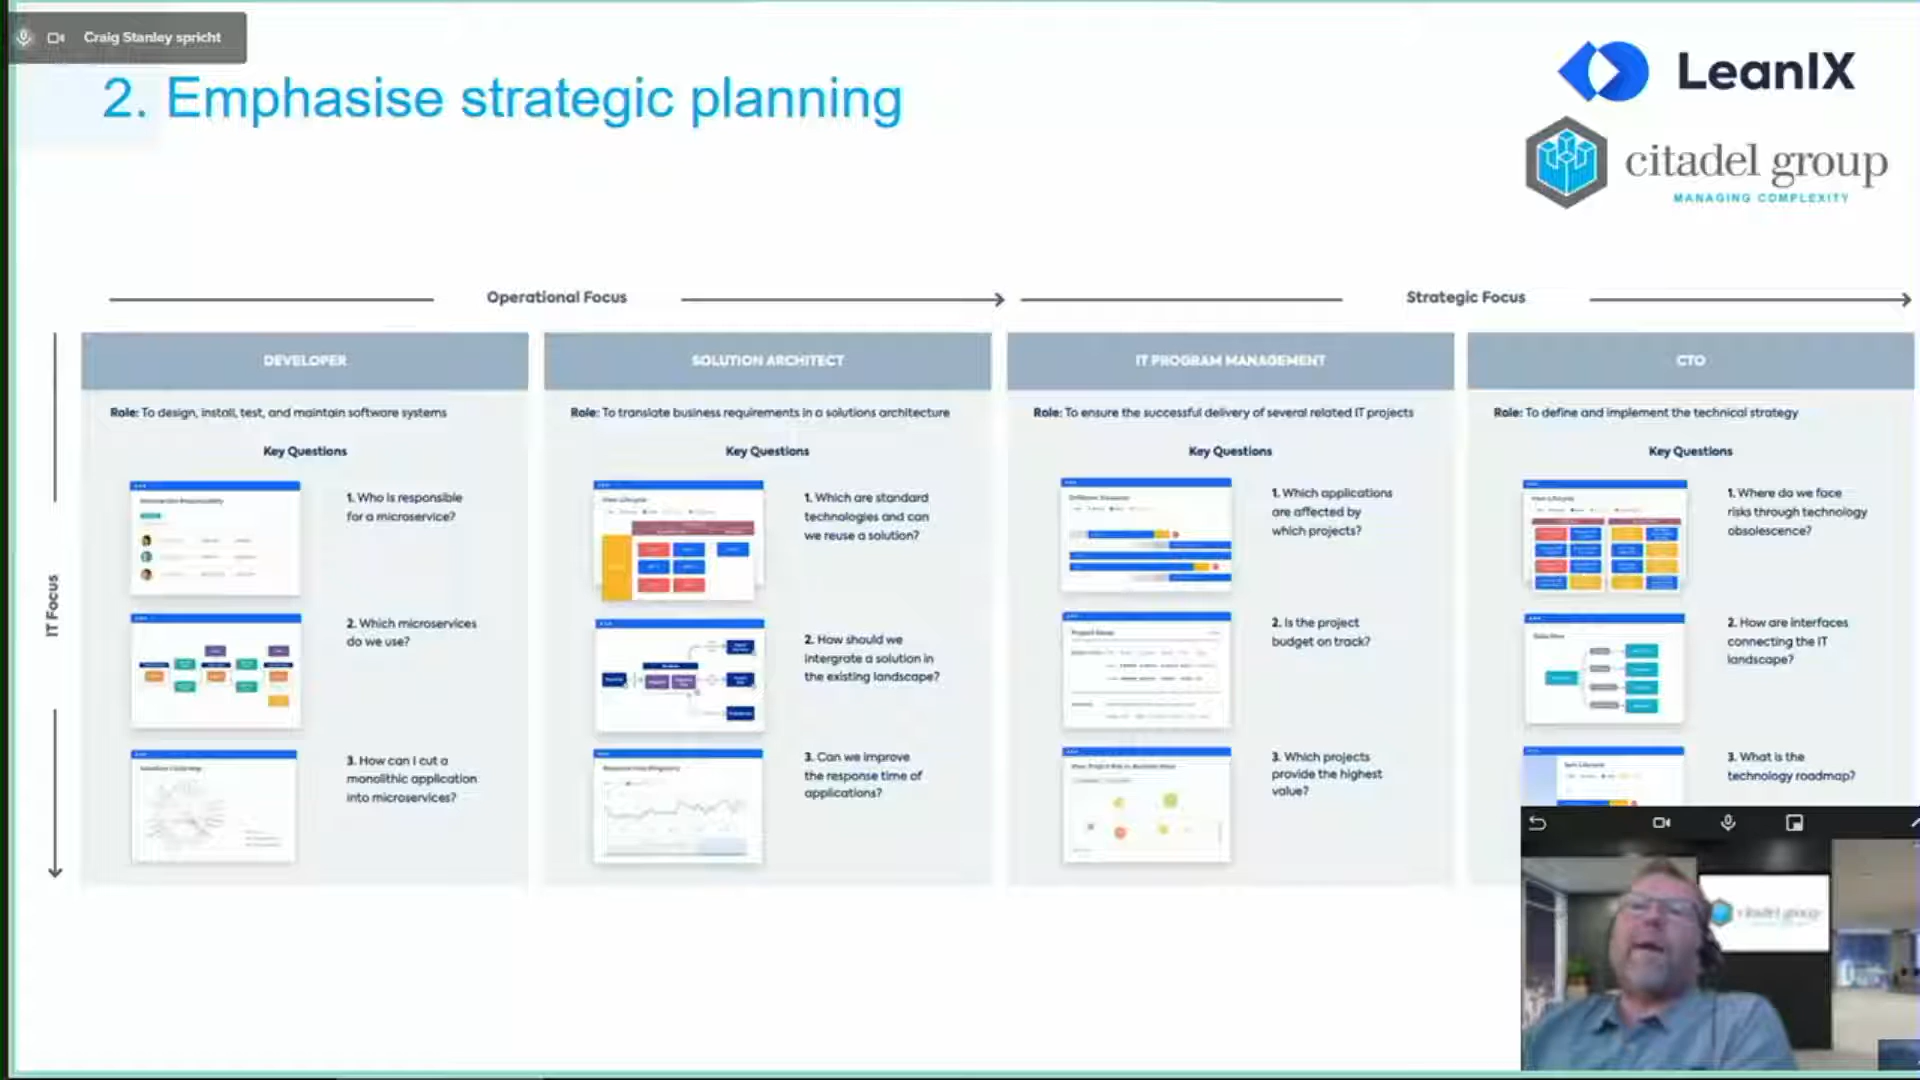 Craig Stanley spricht
2. Emphasise strategic planning
LeanIX
citadel group
MANAGING COMPLEXITY
Operational Focus
Strategic Focus
IT Focus
DEVELOPER
Role: To design, install, test, and maintain software systems
Key Questions
1. Who is responsible
for a microservice?
2. Which microservices
do we use?
3. How can I cut a
monolithic application
into microservices?
SOLUTION ARCHITECT
Role: To translate business requirements in a solutions architecture
Key Questions
1. Which are standard
technologies and can
we reuse a solution?
2. How should we
intergrate a solution in
the existing landscape?
3. Can we improve
the response time of
applications?
IT PROGRAM MANAGEMENT
Role: To ensure the successful delivery of several related IT projects
Key Questions
1. Which applications
are affected by
which projects?
2. Is the project
budget on track?
3. Which projects
provide the highest
value?
CTO
Role: To define and implement the technical strategy
Key Questions
1. Where do we face
risks through technology
obsolescence?
2. How are interfaces
connecting the IT
landscape?
3. What is the
technology roadmap?
citadel group